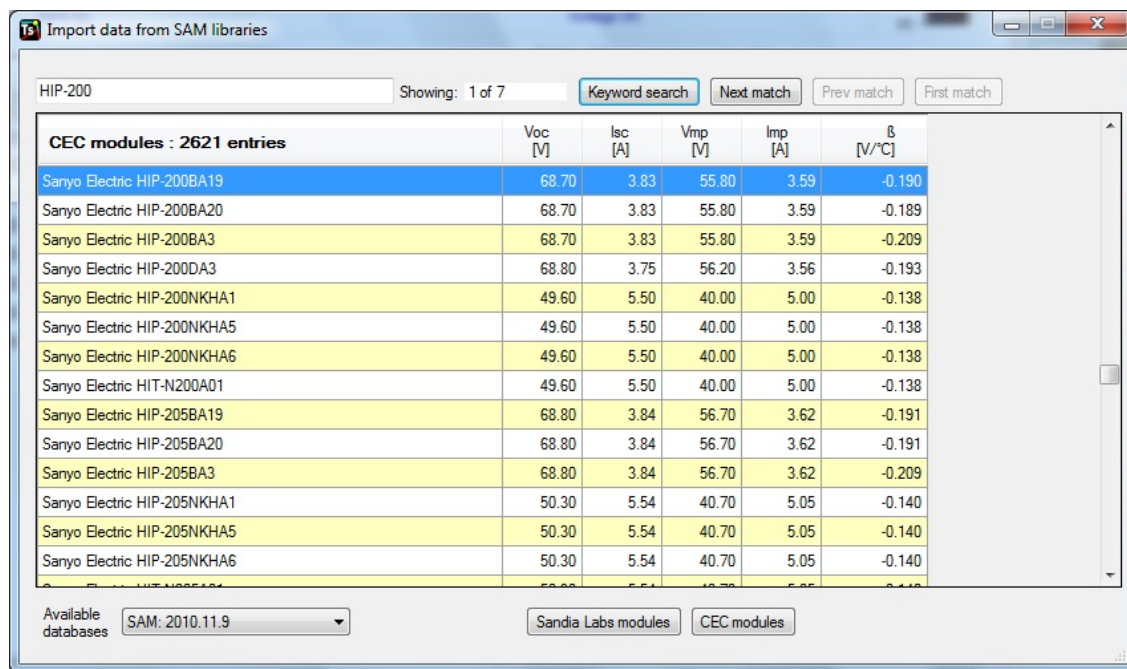 Ts Import data from SAM libraries
HIP-200 Showing: 1 of 7 Keyword search Next match Prev match First match
CEC modules : 2621 entries Voc [V] Isc [A] Vmp [V] Imp [A] ß [V/°C]
Sanyo Electric HIP-200BA19 68.70 3.83 55.80 3.59 -0.190
Sanyo Electric HIP-200BA20 68.70 3.83 55.80 3.59 -0.189
Sanyo Electric HIP-200BA3 68.70 3.83 55.80 3.59 -0.209
Sanyo Electric HIP-200DA3 68.80 3.75 56.20 3.56 -0.193
Sanyo Electric HIP-200NKHA1 49.60 5.50 40.00 5.00 -0.138
Sanyo Electric HIP-200NKHA5 49.60 5.50 40.00 5.00 -0.138
Sanyo Electric HIP-200NKHA6 49.60 5.50 40.00 5.00 -0.138
Sanyo Electric HIT-N200A01 49.60 5.50 40.00 5.00 -0.138
Sanyo Electric HIP-205BA19 68.80 3.84 56.70 3.62 -0.191
Sanyo Electric HIP-205BA20 68.80 3.84 56.70 3.62 -0.191
Sanyo Electric HIP-205BA3 68.80 3.84 56.70 3.62 -0.209
Sanyo Electric HIP-205NKHA1 50.30 5.54 40.70 5.05 -0.140
Sanyo Electric HIP-205NKHA5 50.30 5.54 40.70 5.05 -0.140
Sanyo Electric HIP-205NKHA6 50.30 5.54 40.70 5.05 -0.140
Available databases SAM: 2010.11.9 Sandia Labs modules CEC modules